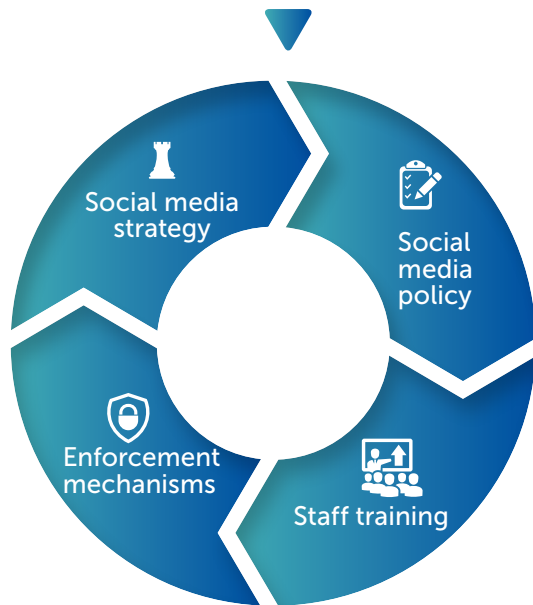 Social media
strategy
Social
media
policy
Enforcement
mechanisms
Staff training